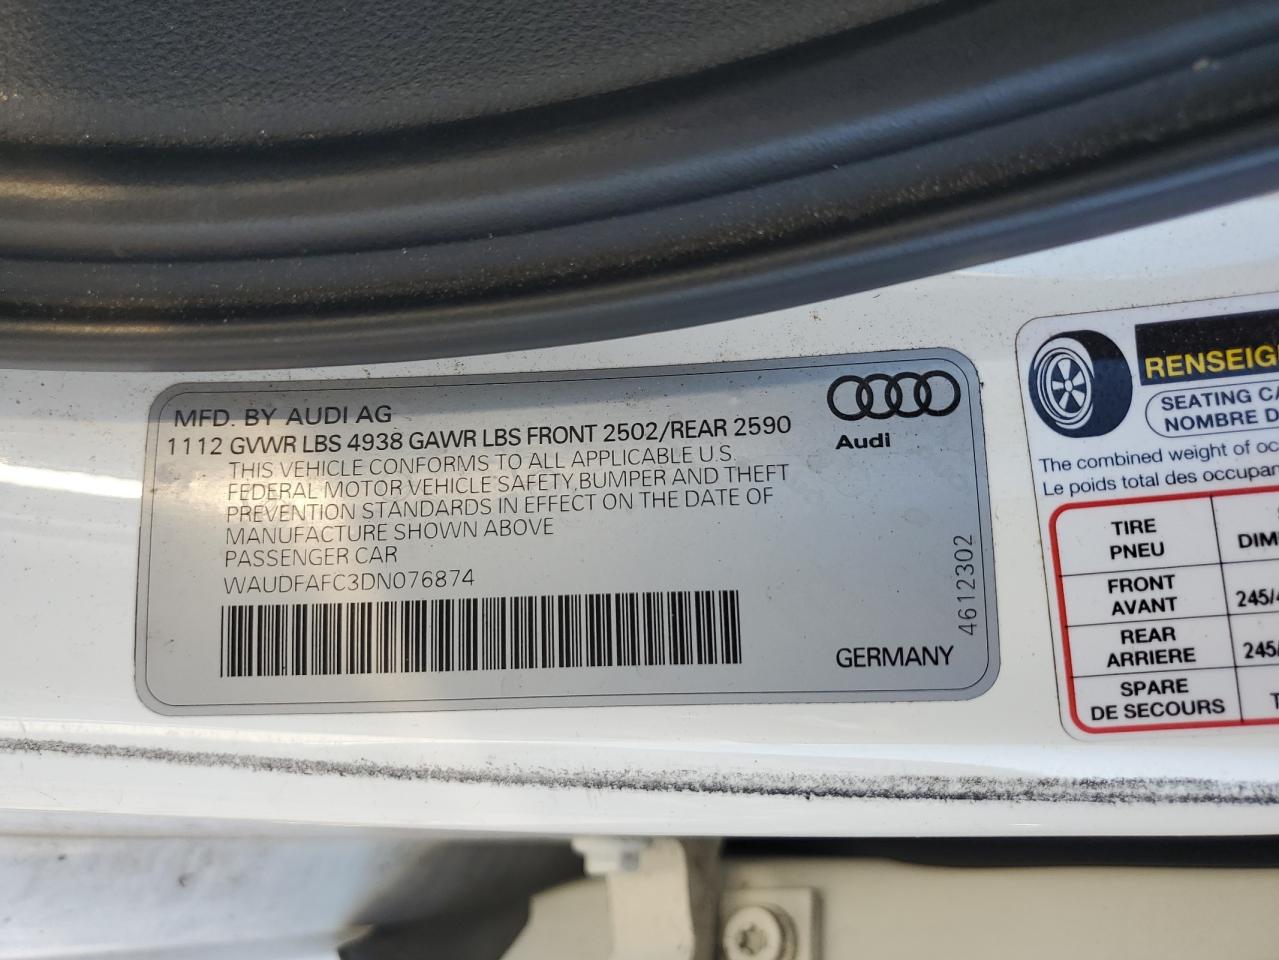 MFD. BY AUDI AG
1112 GVWR LBS 4938 GAWR LBS FRONT 2502/REAR 2590
THIS VEHICLE CONFORMS TO ALL APPLICABLE U.S.
FEDERAL MOTOR VEHICLE SAFETY, BUMPER AND THEFT
PREVENTION STANDARDS IN EFFECT ON THE DATE OF
MANUFACTURE SHOWN ABOVE
PASSENGER CAR
WAUDFAFC3DN076874
Audi
4612302
GERMANY
RENSEIG
SEATING CA
NOMBRE D
The combined weight of oc
Le poids total des occupan
TIRE
PNEU
DIM
FRONT
AVANT
245/4
REAR
ARRIERE
245/
SPARE
DE SECOURS
T